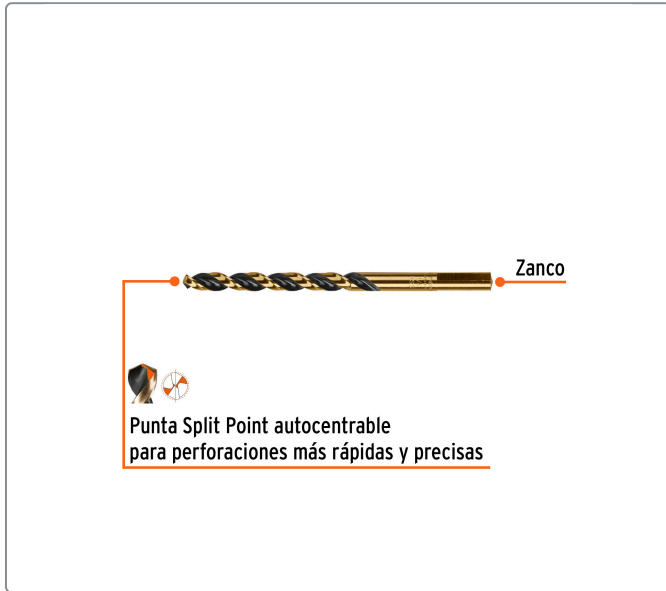 Zanco
Punta Split Point autocentrable
para perforaciones más rápidas y precisas